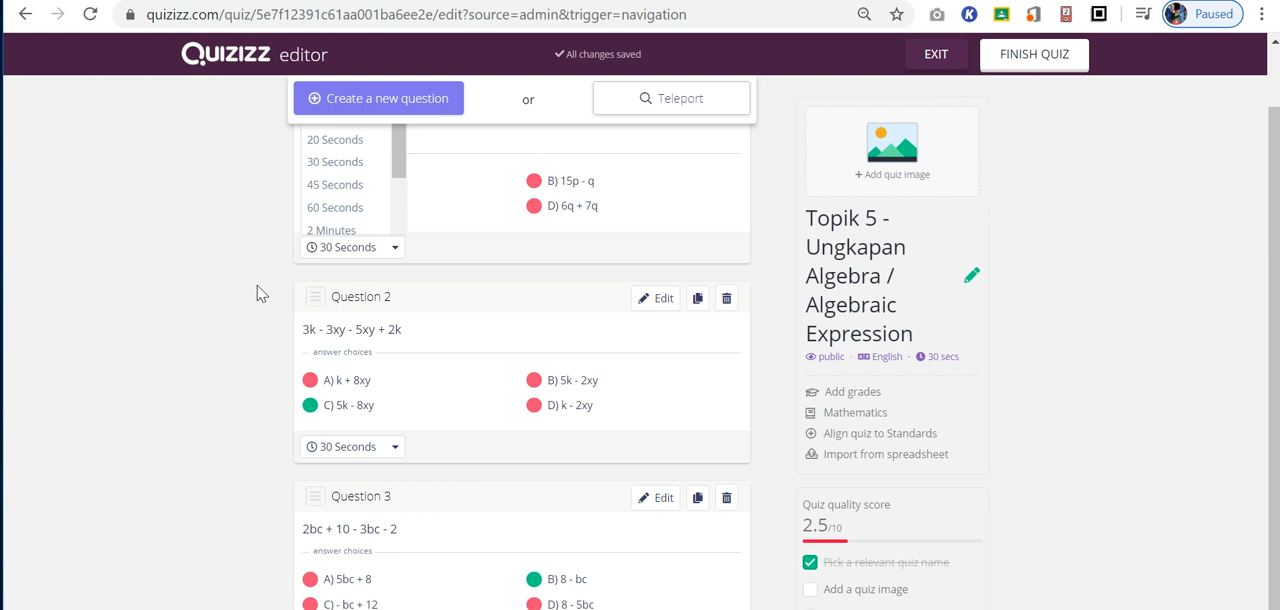 quizizz.com/quiz/5e7f12391c61aa001ba6ee2e/edit?source=admin&trigger=navigation
Paused
QUIZIZZ editor
All changes saved
EXIT
FINISH QUIZ
Create a new question
or
Teleport
20 Seconds
30 Seconds
45 Seconds
60 Seconds
2 Minutes
B) 15p - q
D) 6q + 7q
30 Seconds
Question 2
Edit
3k - 3xy - 5xy + 2k
answer choices
A) k + 8xy
B) 5k - 2xy
C) 5k - 8xy
D) k - 2xy
30 Seconds
Question 3
Edit
2bc + 10 - 3bc - 2
answer choices
A) 5bc + 8
B) 8 - bc
C) - bc + 12
D) 8 - 5bc
+ Add quiz image
Topik 5 -
Ungkapan
Algebra /
Algebraic
Expression
public · English · 30 secs
Add grades
Mathematics
Align quiz to Standards
Import from spreadsheet
Quiz quality score
2.5/10
Pick a relevant quiz name
Add a quiz image